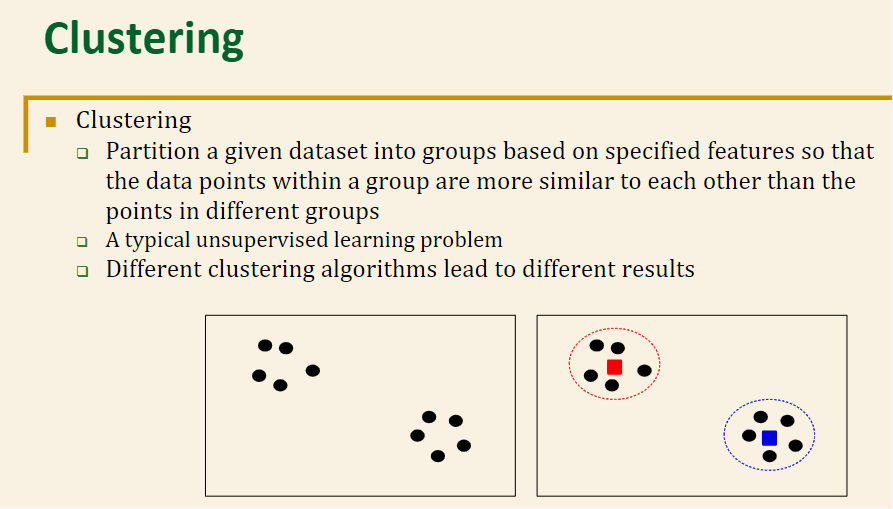 Clustering
Clustering
Partition a given dataset into groups based on specified features so that
the data points within a group are more similar to each other than the
points in different groups
A typical unsupervised learning problem
Different clustering algorithms lead to different results